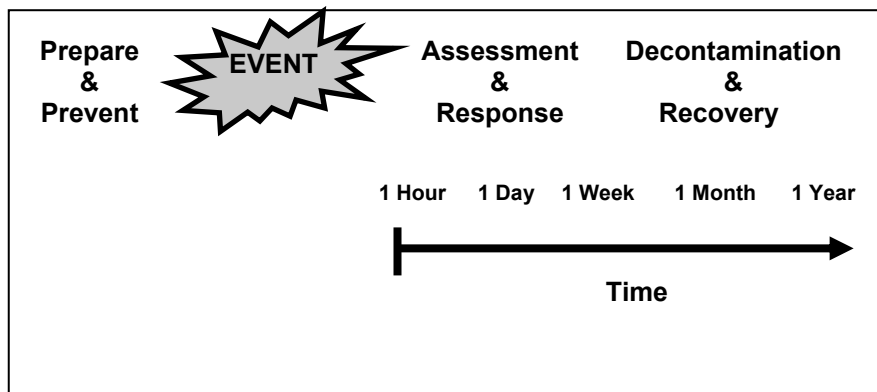 Prepare
&
Prevent
EVENT
Assessment
&
Response
Decontamination
&
Recovery
1 Hour 1 Day 1 Week 1 Month 1 Year
Time